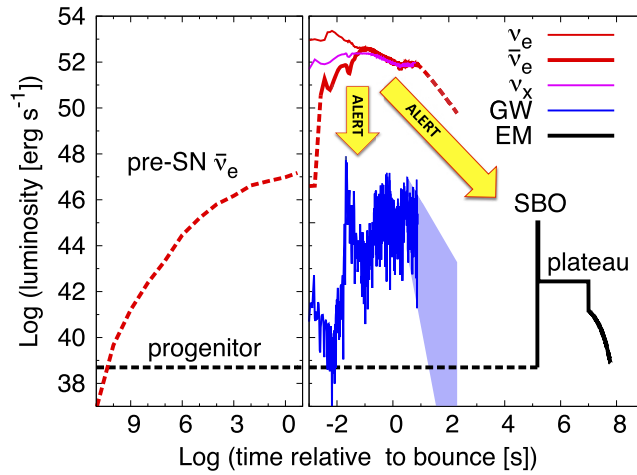 Log (luminosity [erg s⁻¹]
54
52
50
48
46
44
42
40
38
νe
ν̄e
νx
GW
EM
ALERT
ALERT
pre-SN ν̄e
SBO
plateau
progenitor
9 6 3 0 -2 0 2 4 6 8
Log (time relative to bounce [s])